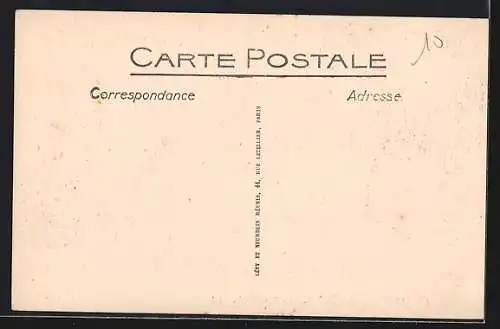 CARTE POSTALE
10
Correspondance
Adresse
LÉVY ET NEURDEIN RÉUNIS, 44, RUE LETELLIER, PARIS